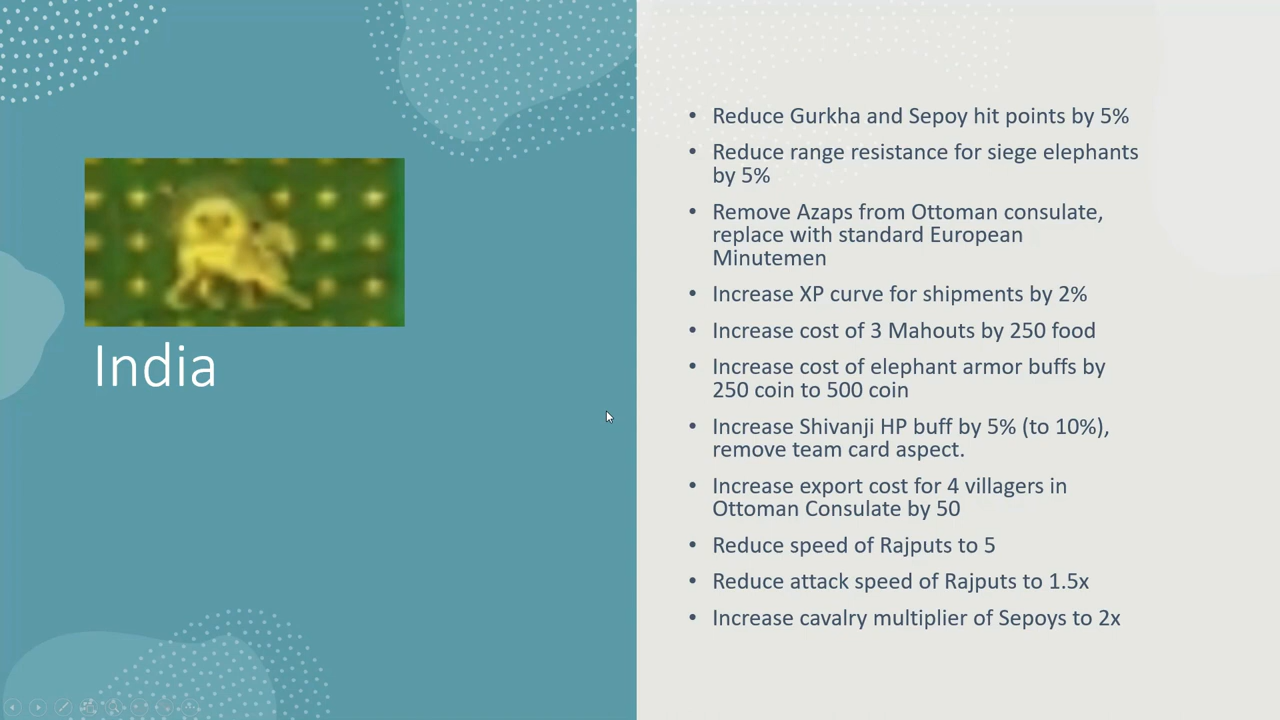 India
• Reduce Gurkha and Sepoy hit points by 5%
• Reduce range resistance for siege elephants
by 5%
• Remove Azaps from Ottoman consulate,
replace with standard European
Minutemen
• Increase XP curve for shipments by 2%
• Increase cost of 3 Mahouts by 250 food
• Increase cost of elephant armor buffs by
250 coin to 500 coin
• Increase Shivanji HP buff by 5% (to 10%),
remove team card aspect.
• Increase export cost for 4 villagers in
Ottoman Consulate by 50
• Reduce speed of Rajputs to 5
• Reduce attack speed of Rajputs to 1.5x
• Increase cavalry multiplier of Sepoys to 2x